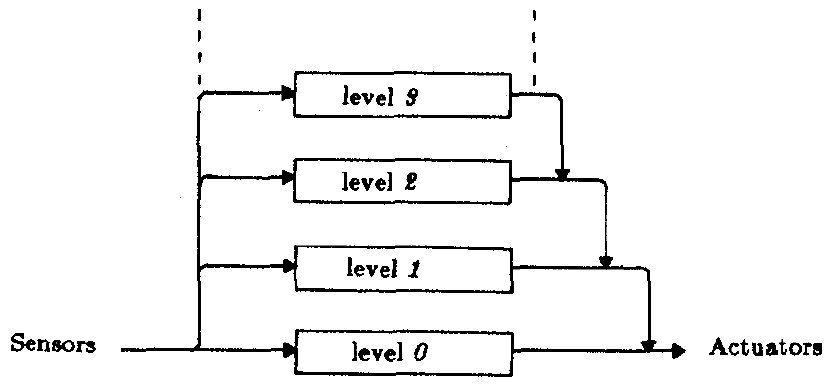 level 3
level 2
level 1
Sensors
level 0
Actuators